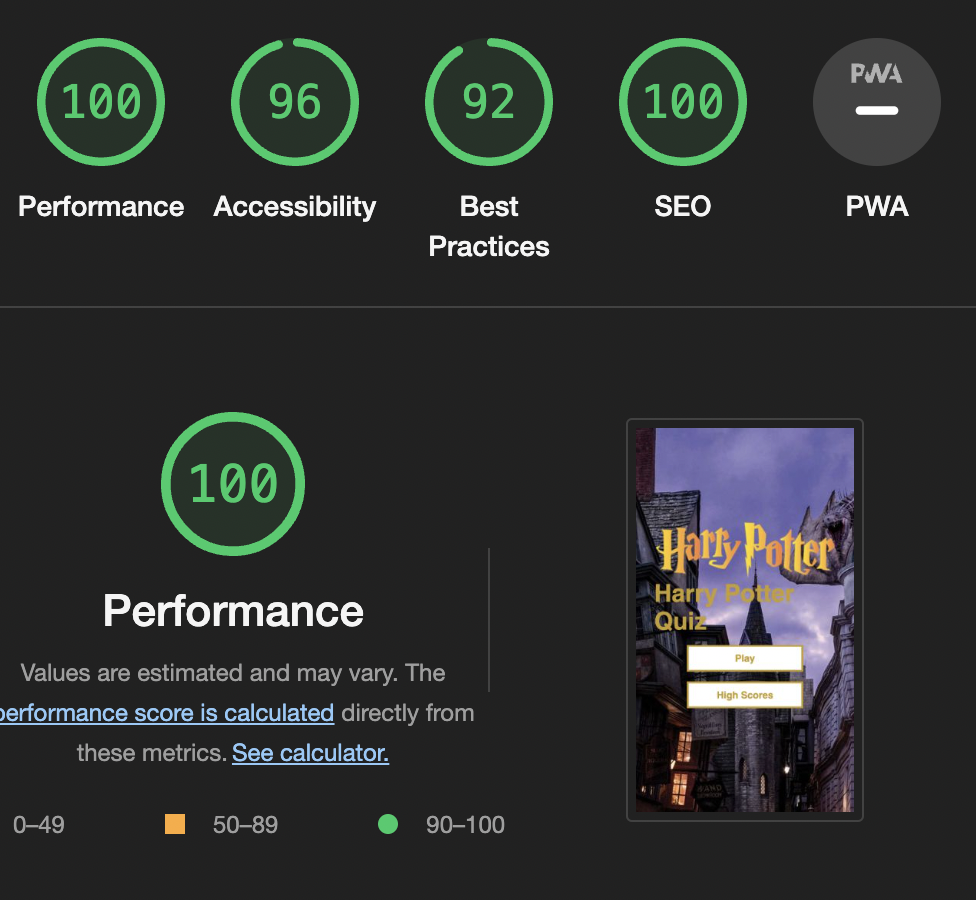 100
96
92
100
PWA
Performance
Accessibility
Best
Practices
SEO
PWA
100
Performance
Values are estimated and may vary. The
performance score is calculated directly from
these metrics. See calculator.
0–49
50–89
90–100
Harry Potter
Harry Potter
Quiz
Play
High Scores